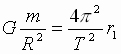 G m/R² = 4π²/T² r₁